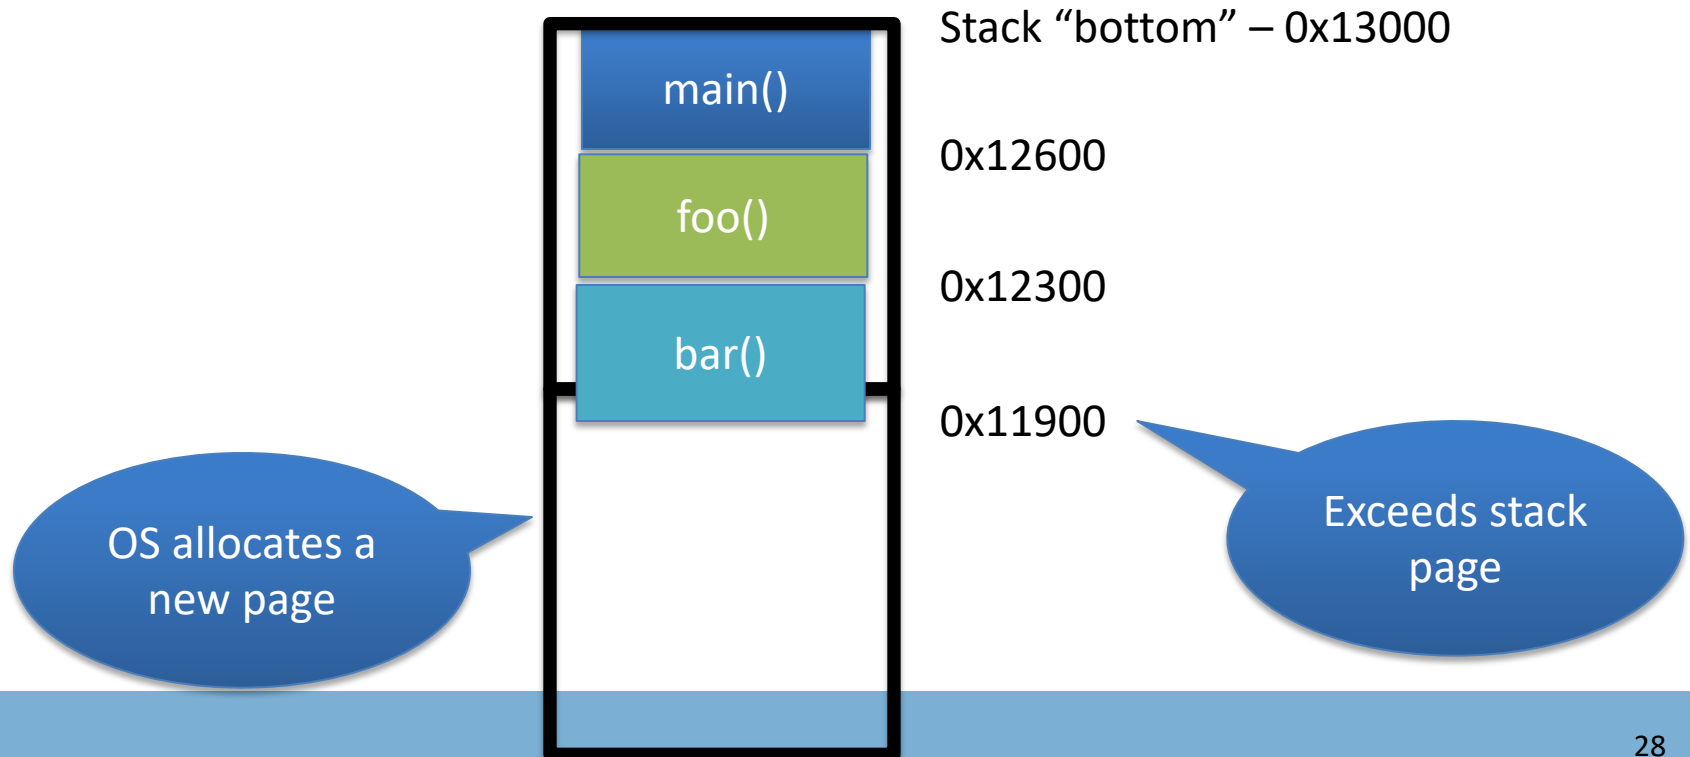 Stack “bottom” – 0x13000
main()
0x12600
foo()
0x12300
bar()
0x11900
OS allocates a
new page
Exceeds stack
page
28